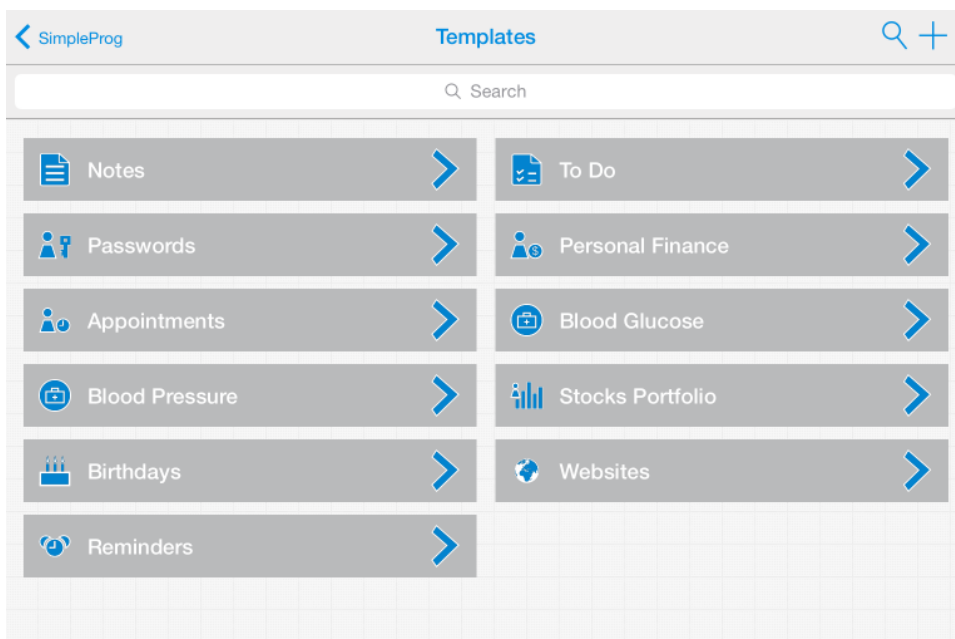 SimpleProg
Templates
Search
Notes
To Do
Passwords
Personal Finance
Appointments
Blood Glucose
Blood Pressure
Stocks Portfolio
Birthdays
Websites
Reminders